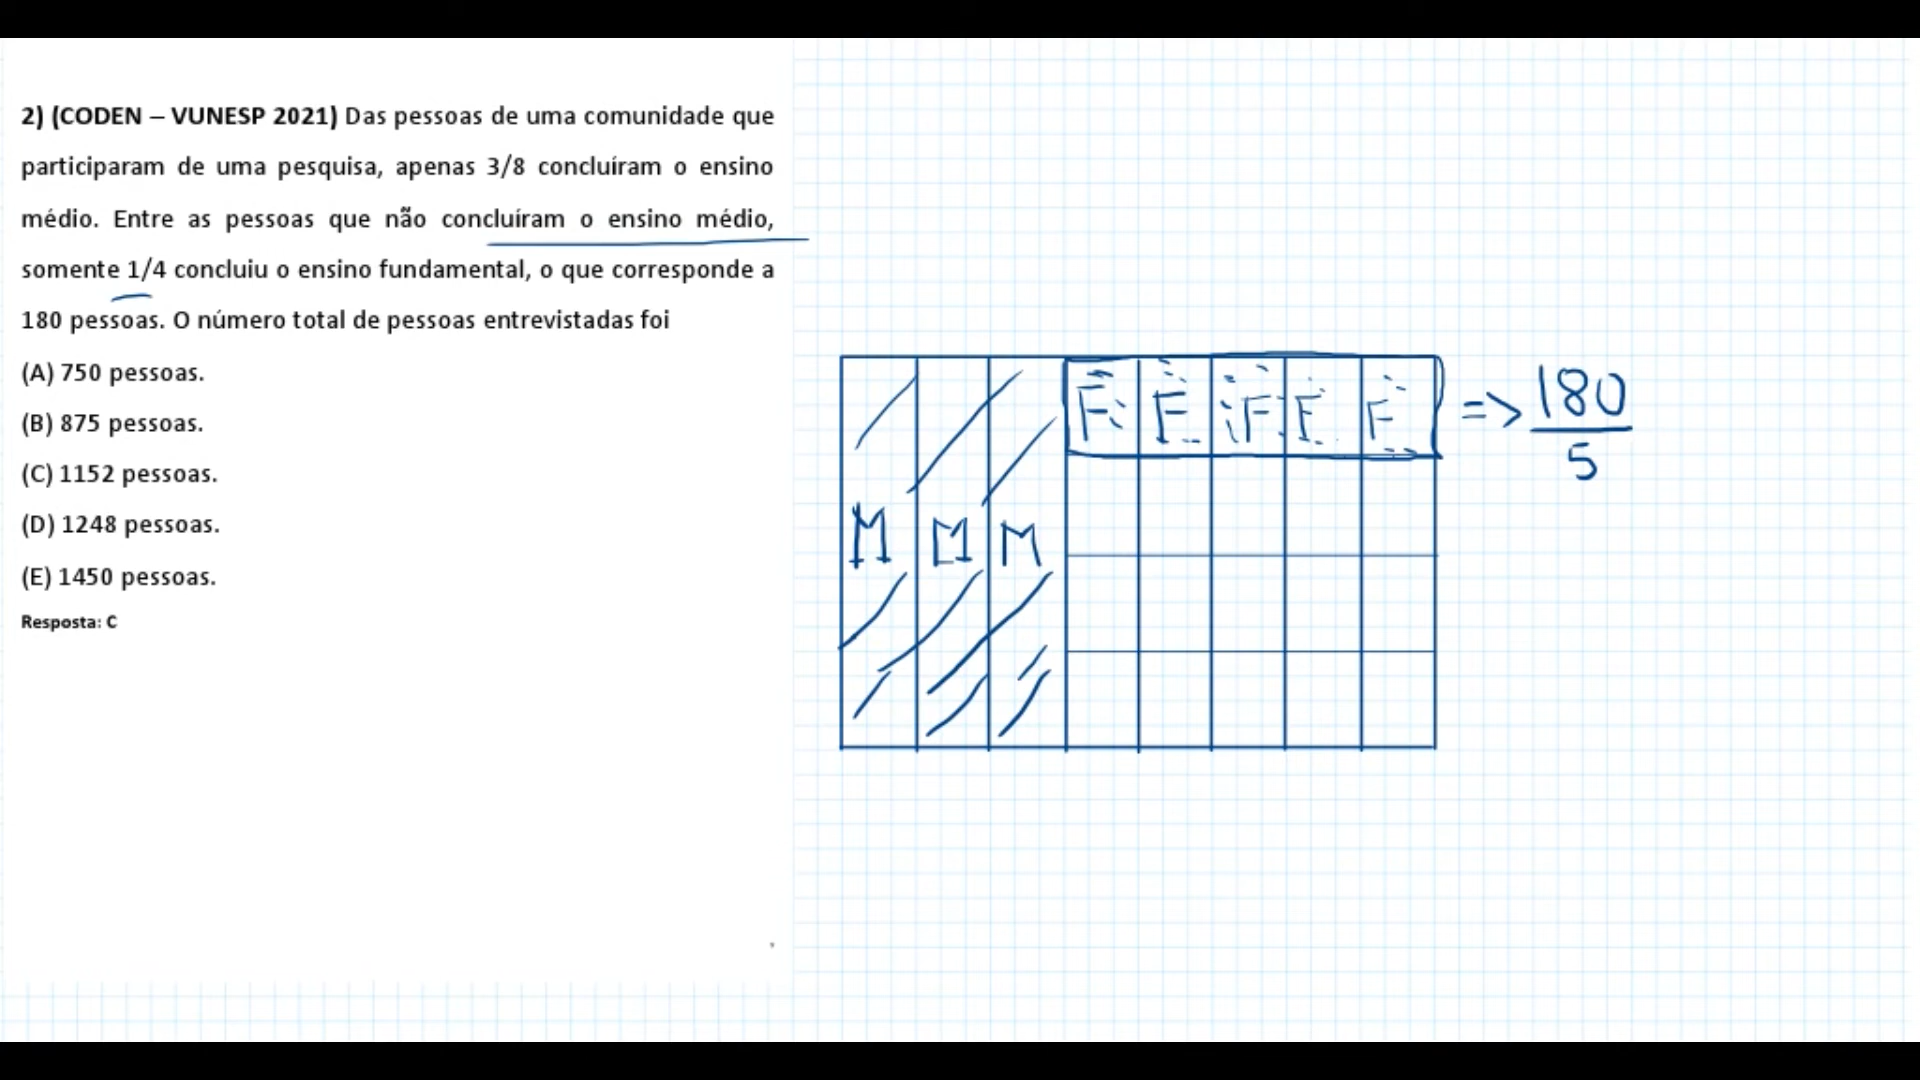 2) (CODEN – VUNESP 2021) Das pessoas de uma comunidade que
participaram de uma pesquisa, apenas 3/8 concluíram o ensino
médio. Entre as pessoas que não concluíram o ensino médio,
somente 1/4 concluiu o ensino fundamental, o que corresponde a
180 pessoas. O número total de pessoas entrevistadas foi
(A) 750 pessoas.
(B) 875 pessoas.
(C) 1152 pessoas.
(D) 1248 pessoas.
(E) 1450 pessoas.
Resposta: C
F F F F F => 180
5
M M M